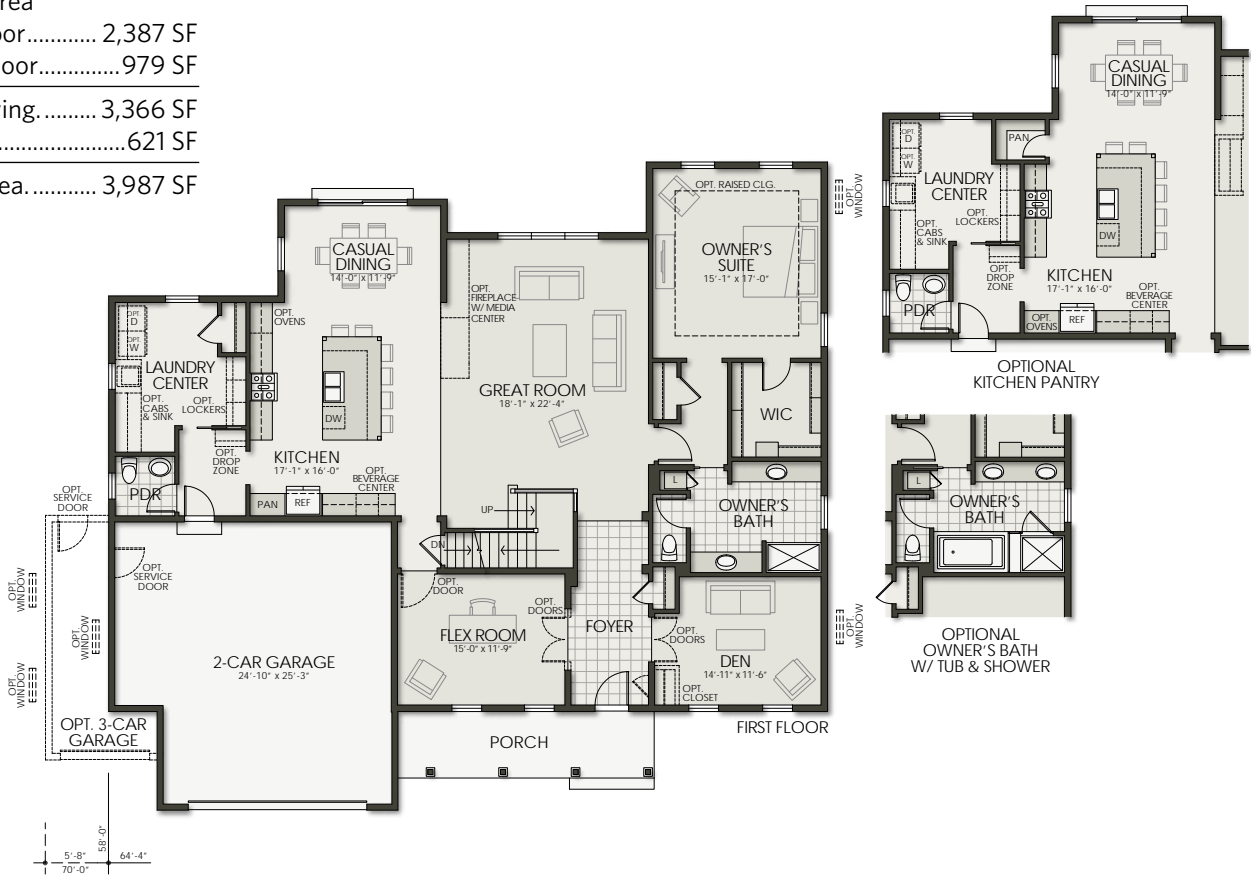 rea
oor............ 2,387 SF
loor..............979 SF
ving.......... 3,366 SF
.........................621 SF
ea............. 3,987 SF
CASUAL
DINING
14'-0" x 11'-9"
OPT. RAISED CLG.
OWNER'S
SUITE
15'-1" x 17'-0"
OPT.
WINDOW
OPT.
FIREPLACE
W/ MEDIA
CENTER
OPT.
D
OPT.
W
OPT.
OVENS
LAUNDRY
CENTER
OPT.
CABS
& SINK
OPT.
LOCKERS
DW
GREAT ROOM
18'-1" x 22'-4"
WIC
OPT.
DROP
ZONE
KITCHEN
17'-1" x 16'-0"
OPT.
BEVERAGE
CENTER
PDR
PAN
REF
UP
DN
L
OWNER'S
BATH
OPT.
SERVICE
DOOR
OPT.
SERVICE
DOOR
OPT.
WINDOW
OPT.
WINDOW
OPT.
WINDOW
2-CAR GARAGE
24'-10" x 25'-3"
OPT.
DOOR
OPT.
DOORS
FLEX ROOM
15'-0" x 11'-9"
FOYER
OPT.
DOORS
DEN
14'-11" x 11'-6"
OPT.
CLOSET
OPT.
WINDOW
OPT. 3-CAR
GARAGE
PORCH
FIRST FLOOR
58'-0"
5'-8"
64'-4"
70'-0"
CASUAL
DINING
14'-0" x 11'-9"
OPT.
D
OPT.
W
PAN
LAUNDRY
CENTER
OPT.
CABS
& SINK
OPT.
LOCKERS
DW
OPT.
DROP
ZONE
KITCHEN
17'-1" x 16'-0"
OPT.
BEVERAGE
CENTER
PDR
OPT.
OVENS
REF
OPTIONAL
KITCHEN PANTRY
L
OWNER'S
BATH
OPTIONAL
OWNER'S BATH
W/ TUB & SHOWER